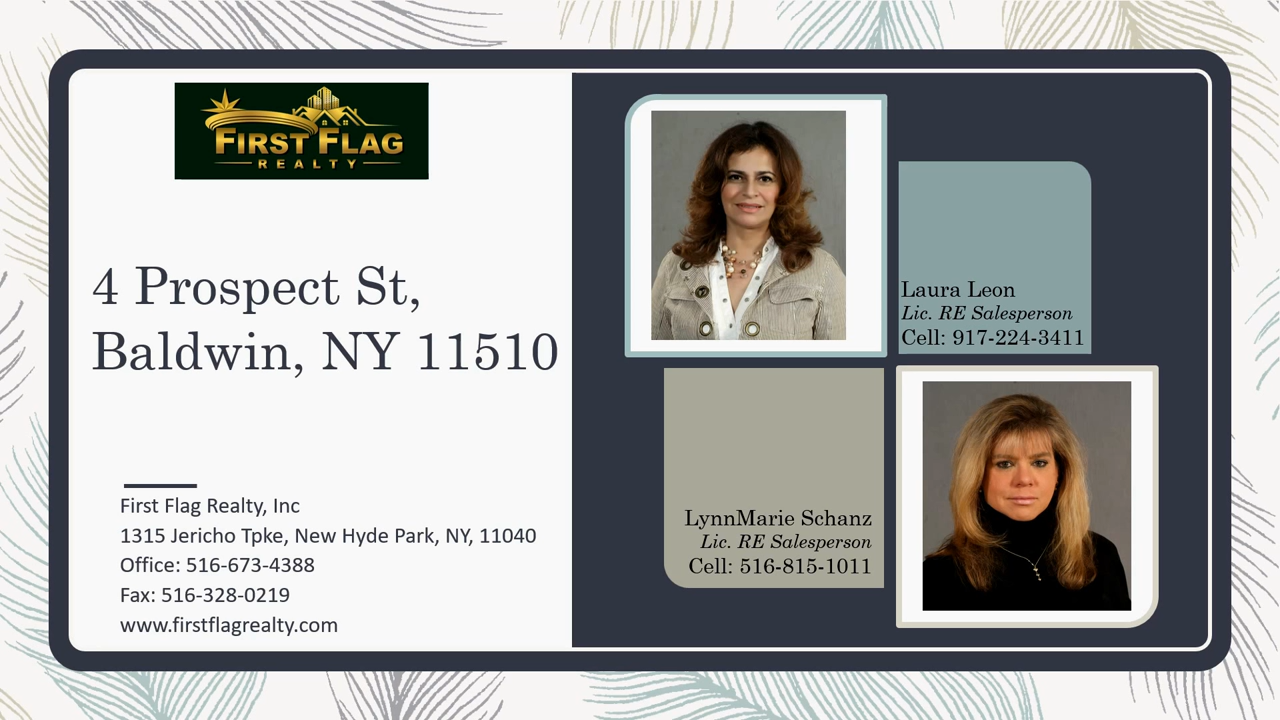 FIRST FLAG
REALTY
4 Prospect St,
Baldwin, NY 11510
First Flag Realty, Inc
1315 Jericho Tpke, New Hyde Park, NY, 11040
Office: 516-673-4388
Fax: 516-328-0219
www.firstflagrealty.com
Laura Leon
Lic. RE Salesperson
Cell: 917-224-3411
LynnMarie Schanz
Lic. RE Salesperson
Cell: 516-815-1011